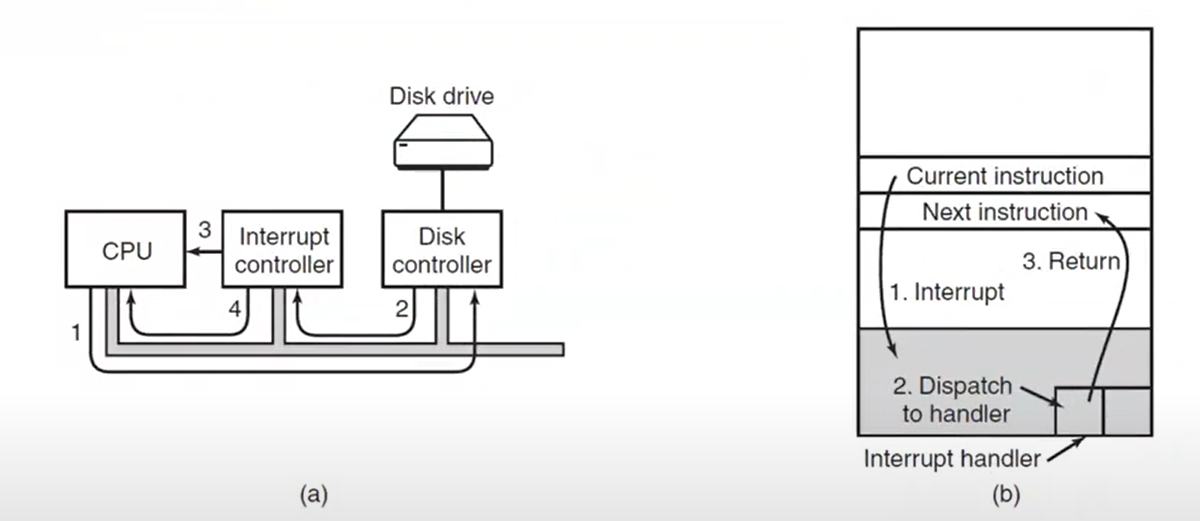 Disk drive
CPU
3
Interrupt
controller
Disk
controller
1
4
2
(a)
Current instruction
Next instruction
3. Return
1. Interrupt
2. Dispatch
to handler
Interrupt handler
(b)